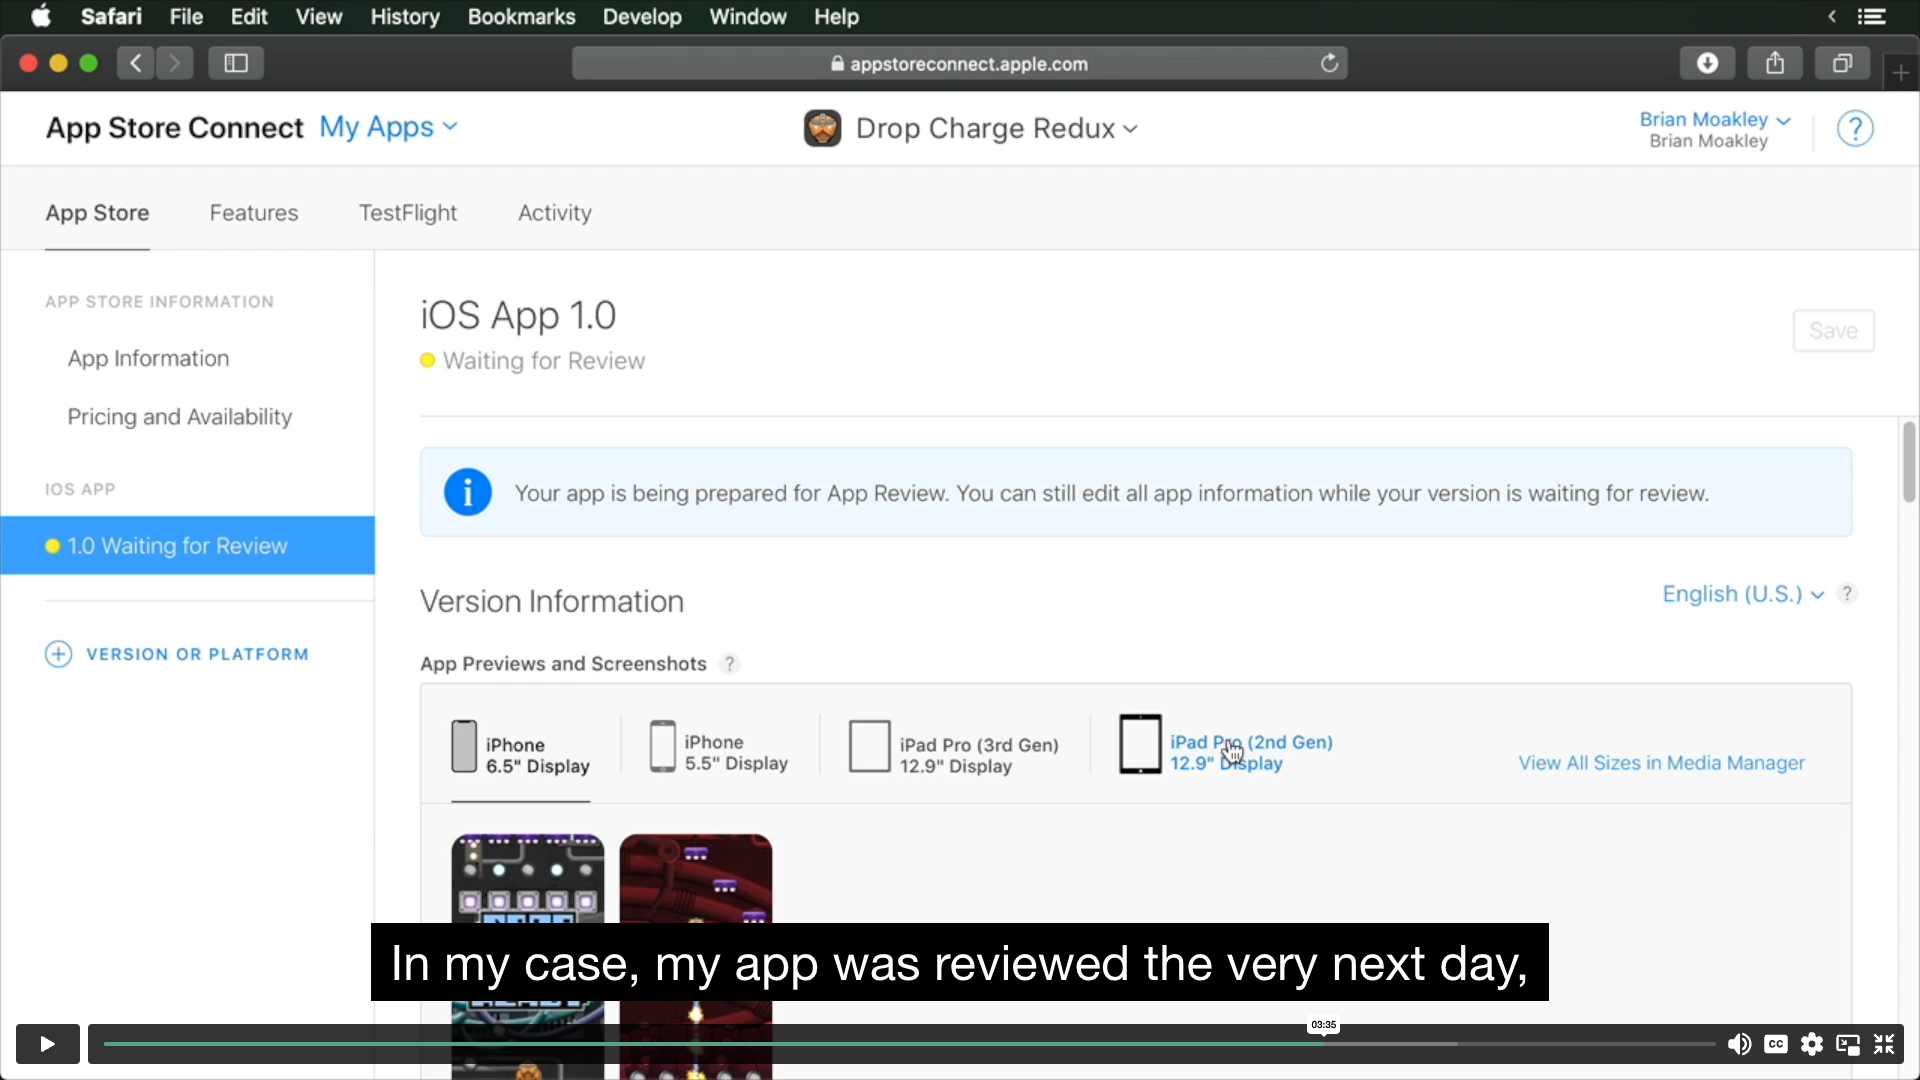 Safari File Edit View History Bookmarks Develop Window Help
appstoreconnect.apple.com
App Store Connect My Apps
Drop Charge Redux
Brian Moakley
Brian Moakley
?
App Store Features TestFlight Activity
APP STORE INFORMATION
App Information
Pricing and Availability
IOS APP
1.0 Waiting for Review
VERSION OR PLATFORM
iOS App 1.0
Waiting for Review
Save
Your app is being prepared for App Review. You can still edit all app information while your version is waiting for review.
Version Information
English (U.S.) ?
App Previews and Screenshots ?
iPhone
6.5" Display
iPhone
5.5" Display
iPad Pro (3rd Gen)
12.9" Display
iPad Pro (2nd Gen)
12.9" Display
View All Sizes in Media Manager
In my case, my app was reviewed the very next day,
03:35
CC